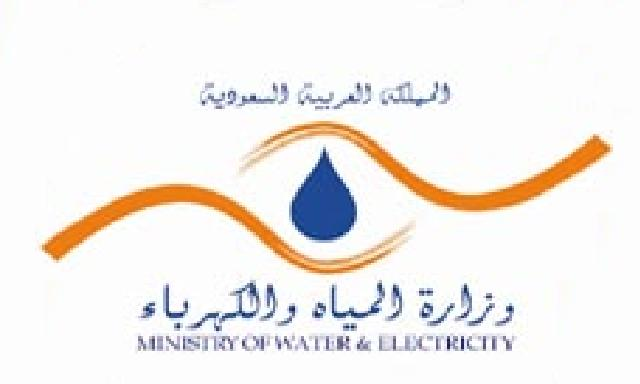 المملكة العربية السعودية
وزارة المياه والكهرباء
MINISTRY OF WATER & ELECTRICITY